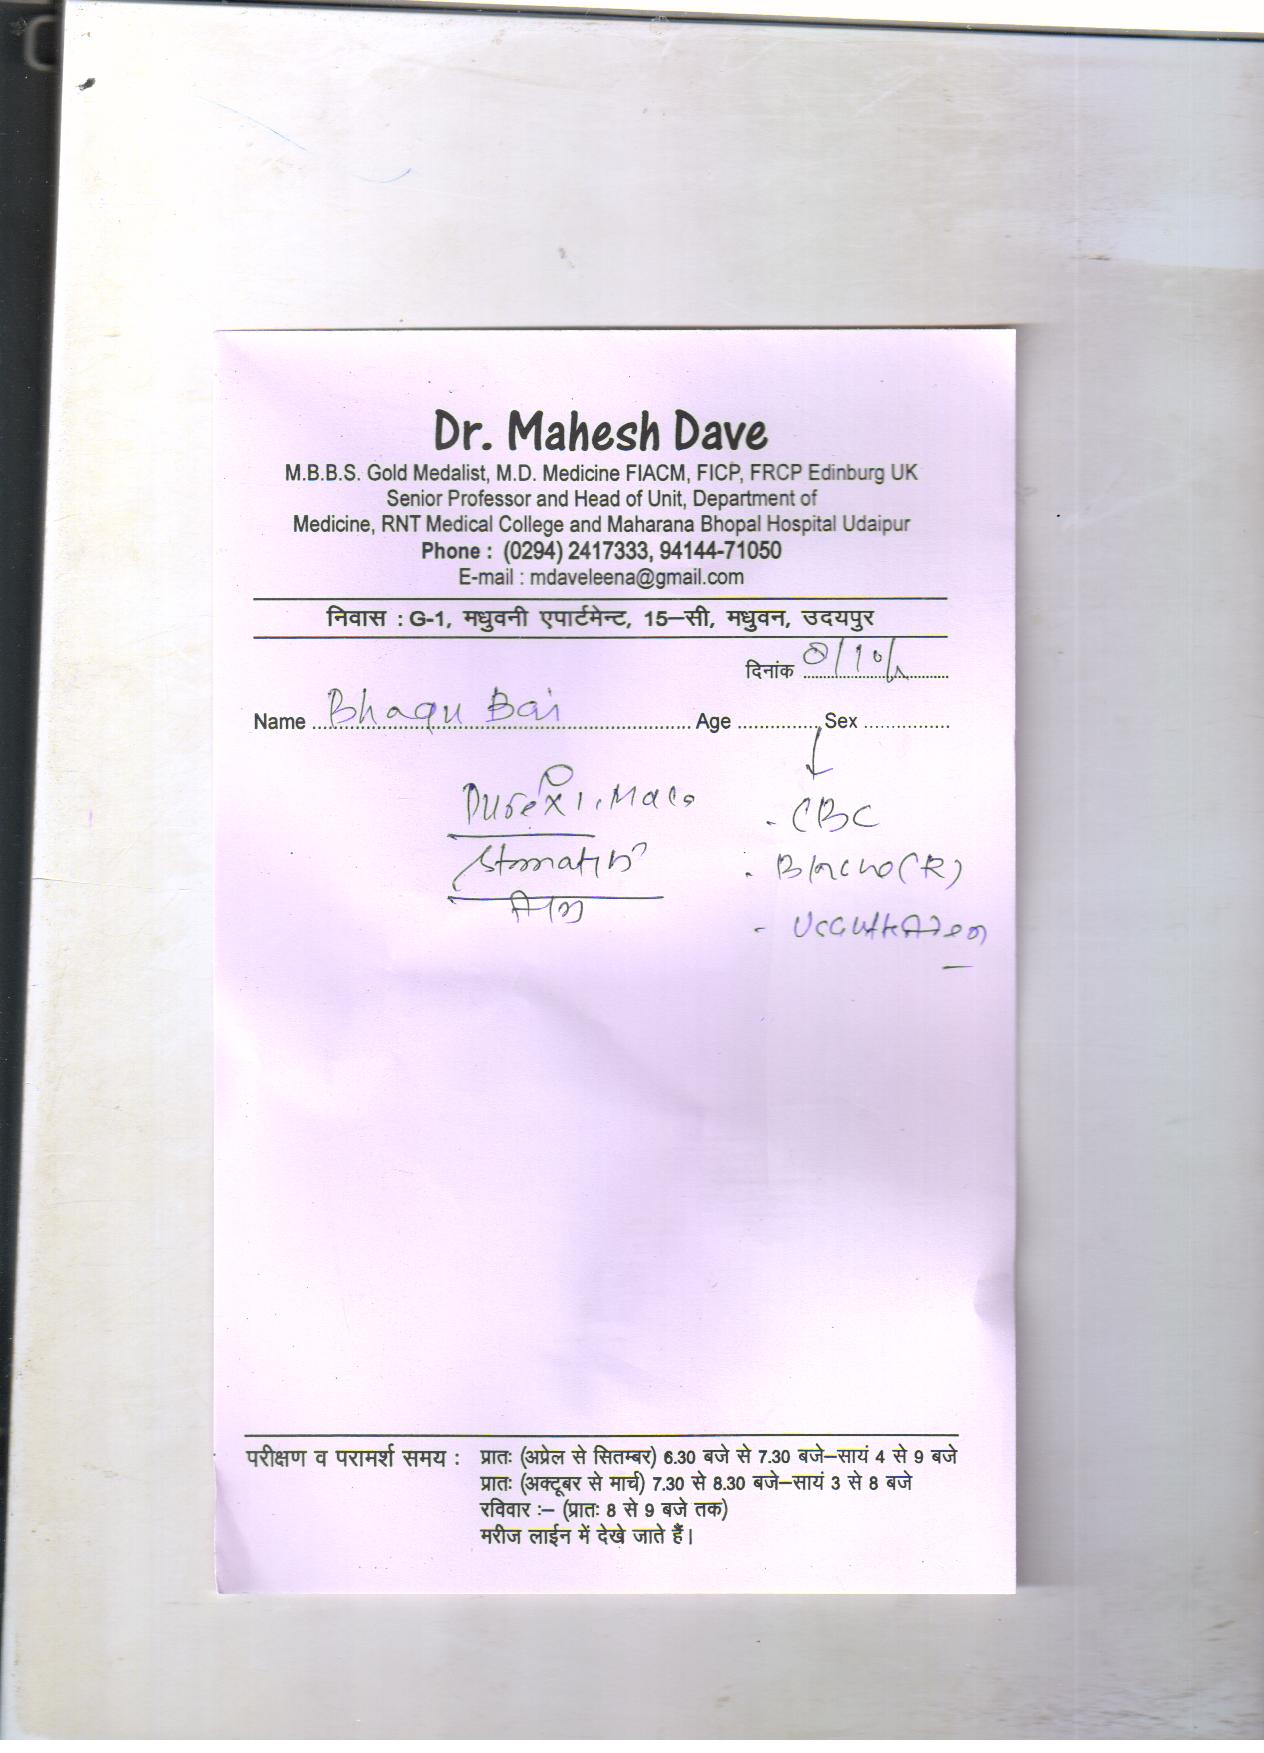 Dr. Mahesh Dave
M.B.B.S. Gold Medalist, M.D. Medicine FIACM, FICP, FRCP Edinburg UK
Senior Professor and Head of Unit, Department of
Medicine, RNT Medical College and Maharana Bhopal Hospital Udaipur
Phone : (0294) 2417333, 94144-71050
E-mail : mdaveleena@gmail.com
निवास : G-1, मधुवनी एपार्टमेन्ट, 15–सी, मधुवन, उदयपुर
दिनांक
Name Bhagu Bai Age Sex
- CBC
परीक्षण व परामर्श समय : प्रातः (अप्रेल से सितम्बर) 6.30 बजे से 7.30 बजे–सायं 4 से 9 बजे
प्रातः (अक्टूबर से मार्च) 7.30 से 8.30 बजे–सायं 3 से 8 बजे
रविवार :– (प्रातः 8 से 9 बजे तक)
मरीज लाईन में देखे जाते हैं।